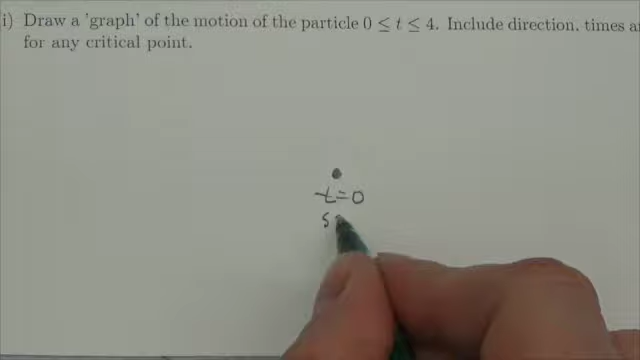 i) Draw a 'graph' of the motion of the particle 0 ≤ t ≤ 4. Include direction, times
for any critical point.
t=0
s